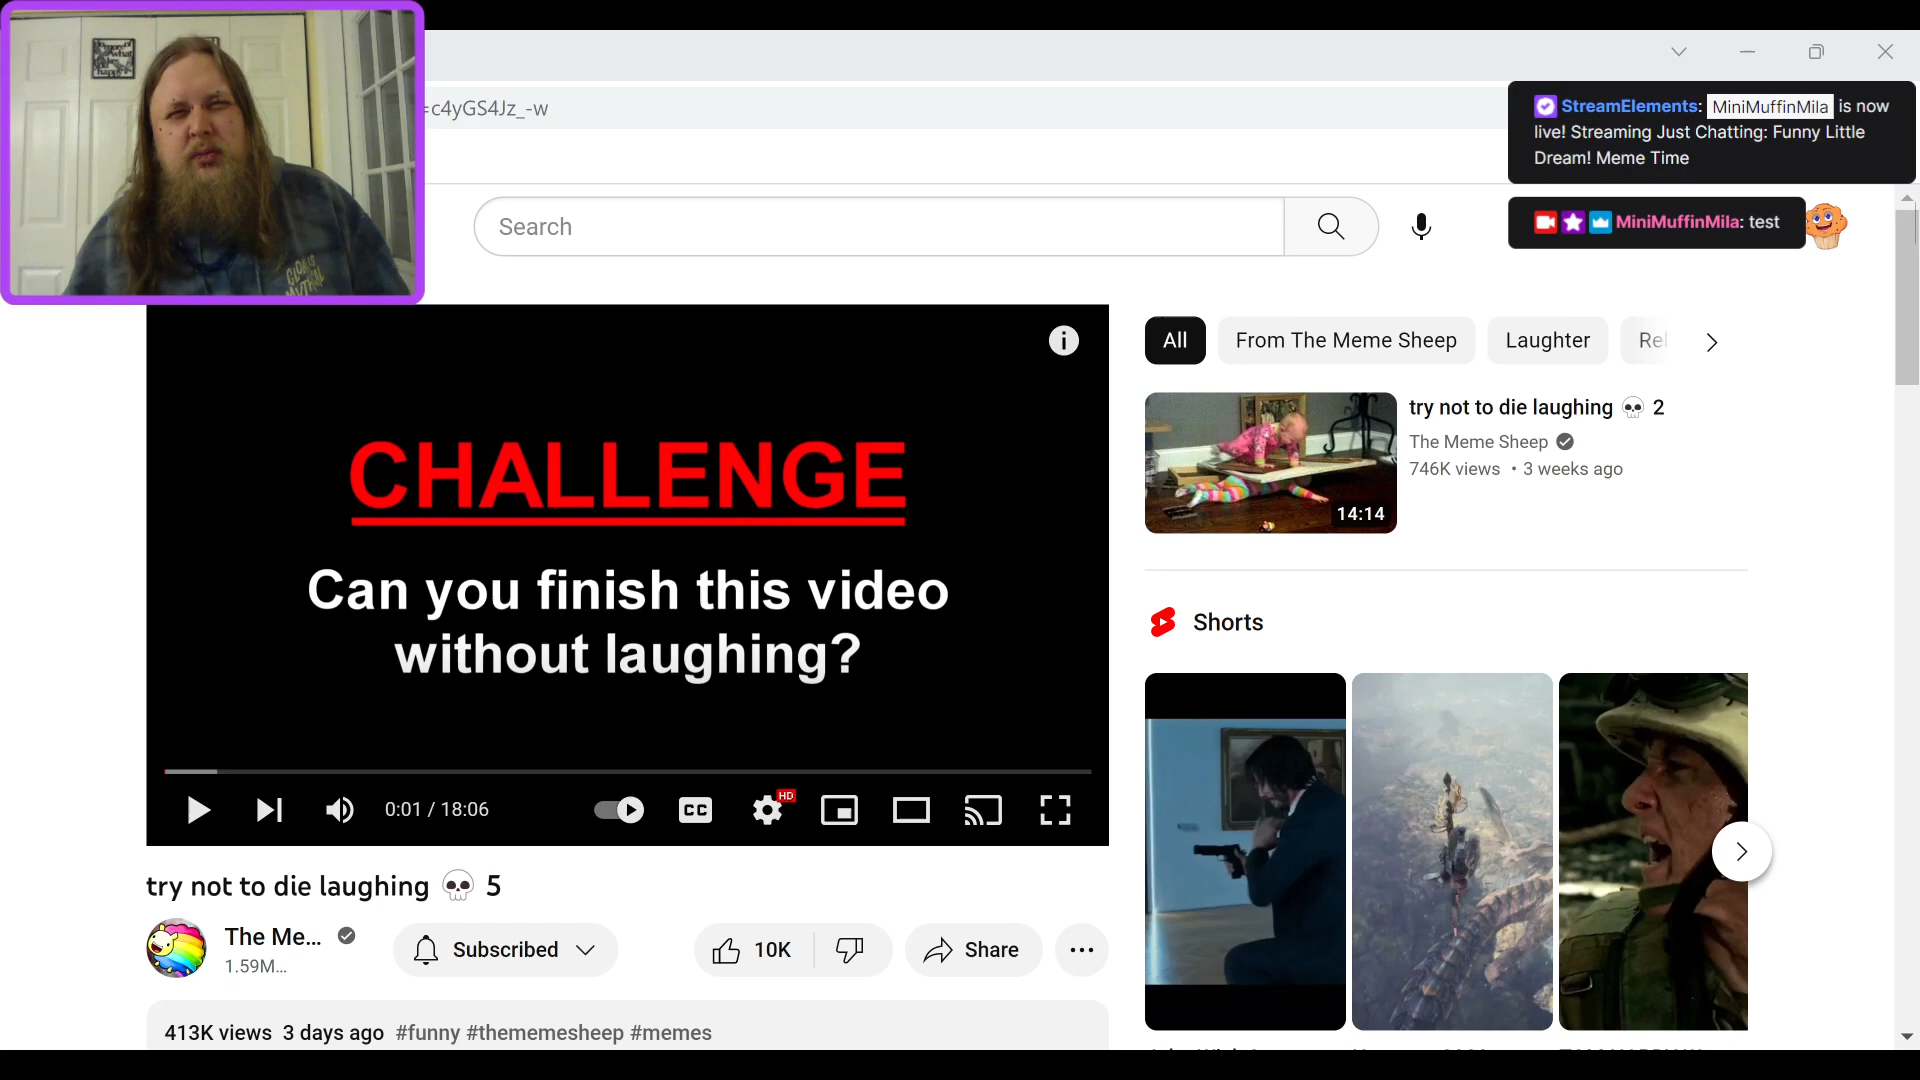 =c4yGS4Jz_-w
StreamElements: MiniMuffinMila is now
live! Streaming Just Chatting: Funny Little
Dream! Meme Time
MiniMuffinMila: test
Search
All
From The Meme Sheep
Laughter
Rel
CHALLENGE
Can you finish this video
without laughing?
HD
CC
0:01 / 18:06
try not to die laughing 💀 2
The Meme Sheep
746K views • 3 weeks ago
14:14
Shorts
try not to die laughing 💀 5
The Me...
1.59M...
Subscribed
10K
Share
413K views 3 days ago #funny #thememesheep #memes